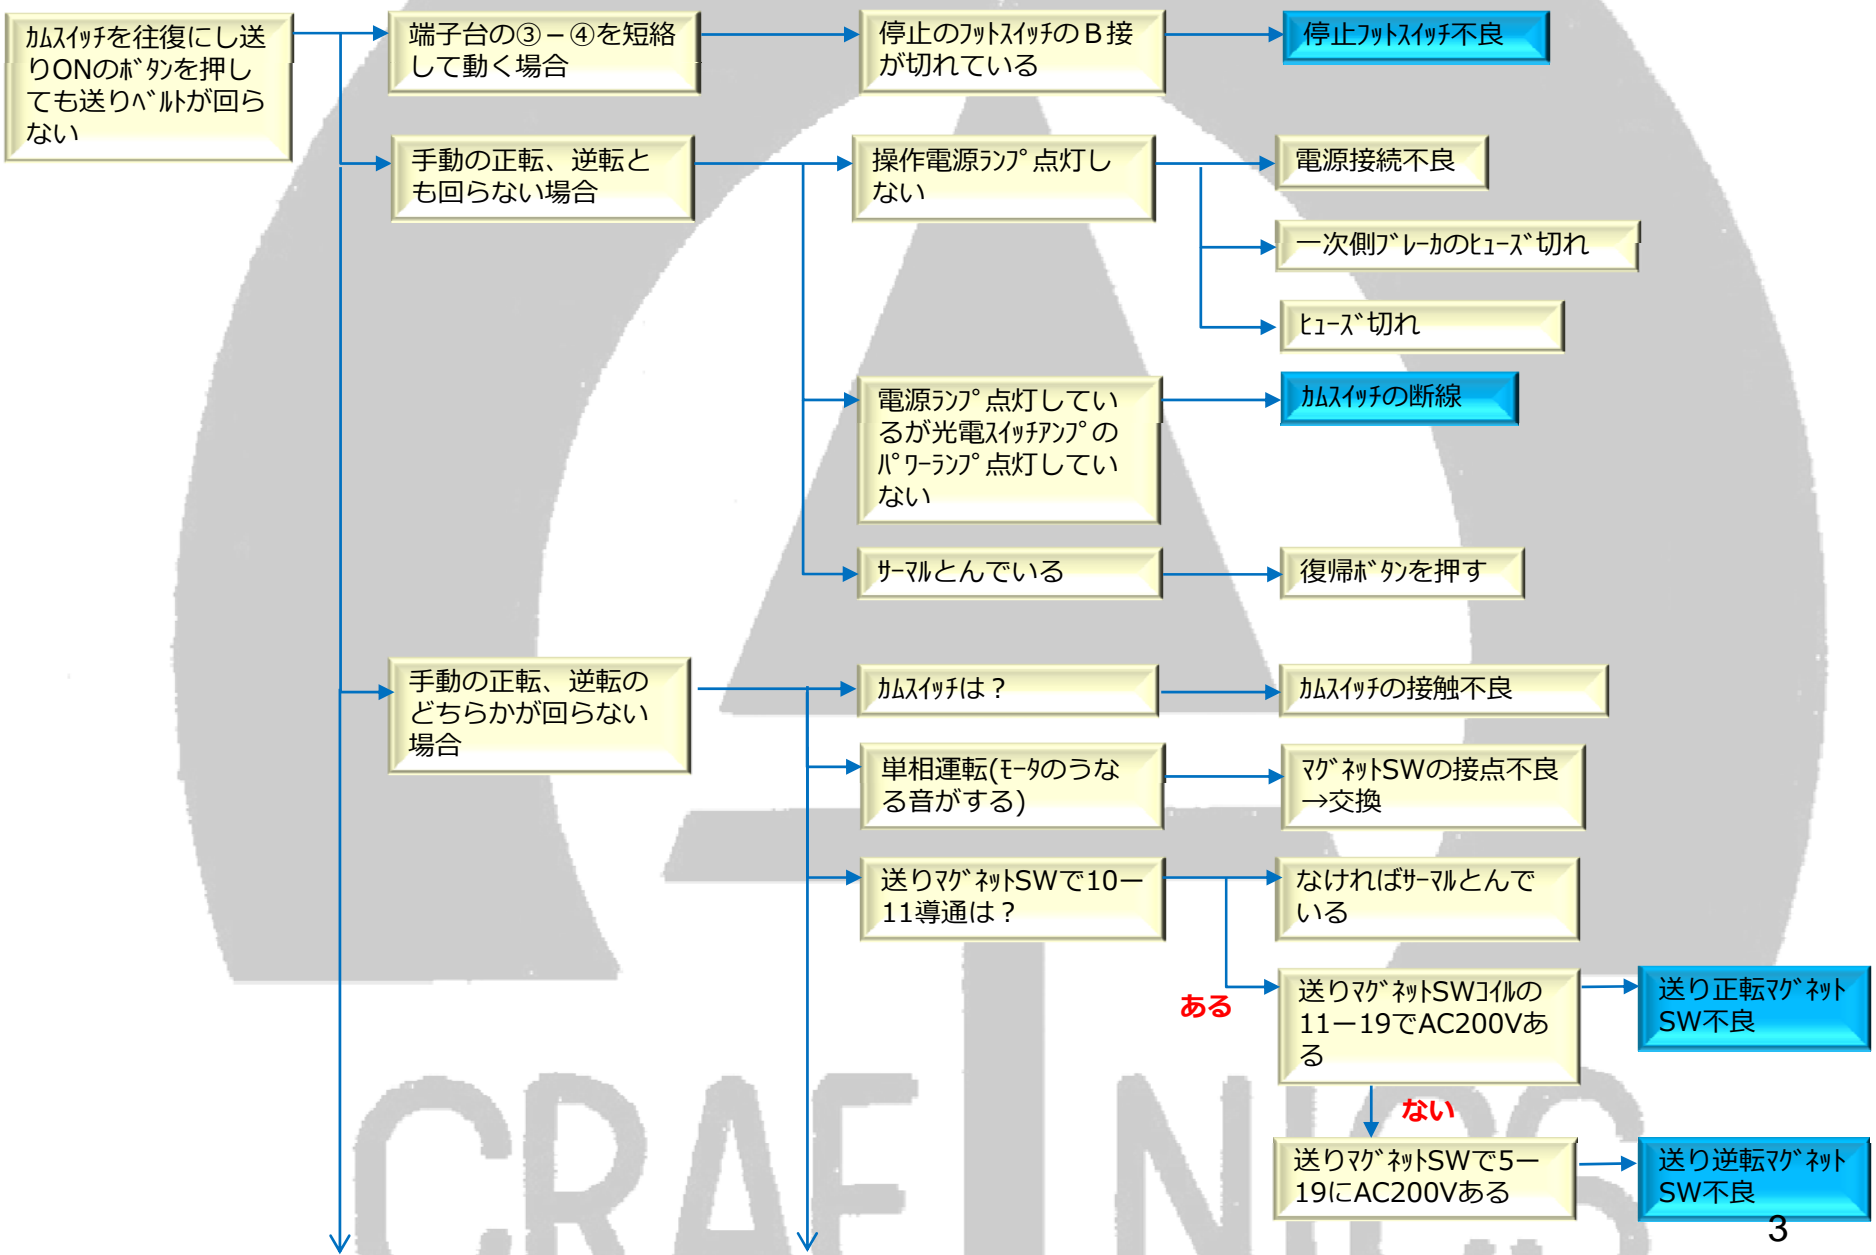 ｶﾑｽｲｯﾁを往復にし送
りONのﾎﾞﾀﾝを押し
ても送りﾍﾞﾙﾄが回ら
ない
端子台の③－④を短絡
して動く場合
停止のﾌｯﾄｽｲｯﾁのＢ接
が切れている
停止ﾌｯﾄｽｲｯﾁ不良
手動の正転、逆転と
も回らない場合
操作電源ﾗﾝﾌﾟ点灯し
ない
電源接続不良
一次側ﾌﾞﾚｰｶのﾋｭｰｽﾞ切れ
ﾋｭｰｽﾞ切れ
電源ﾗﾝﾌﾟ点灯してい
るが光電ｽｲｯﾁｱﾝﾌﾟの
ﾊﾟﾜｰﾗﾝﾌﾟ点灯してい
ない
ｶﾑｽｲｯﾁの断線
ｻｰﾏﾙとんでいる
復帰ﾎﾞﾀﾝを押す
手動の正転、逆転の
どちらかが回らない
場合
ｶﾑｽｲｯﾁは？
ｶﾑｽｲｯﾁの接触不良
単相運転(ﾓｰﾀのうな
る音がする)
ﾏｸﾞﾈｯﾄSWの接点不良
→交換
送りﾏｸﾞﾈｯﾄSWで10ー
11導通は？
なければｻｰﾏﾙとんで
いる
ある
送りﾏｸﾞﾈｯﾄSWｺｲﾙの
11ー19でAC200Vあ
る
送り正転ﾏｸﾞﾈｯﾄ
SW不良
ない
送りﾏｸﾞﾈｯﾄSWで5ー
19にAC200Vある
送り逆転ﾏｸﾞﾈｯﾄ
SW不良
CRAFTNICS
3